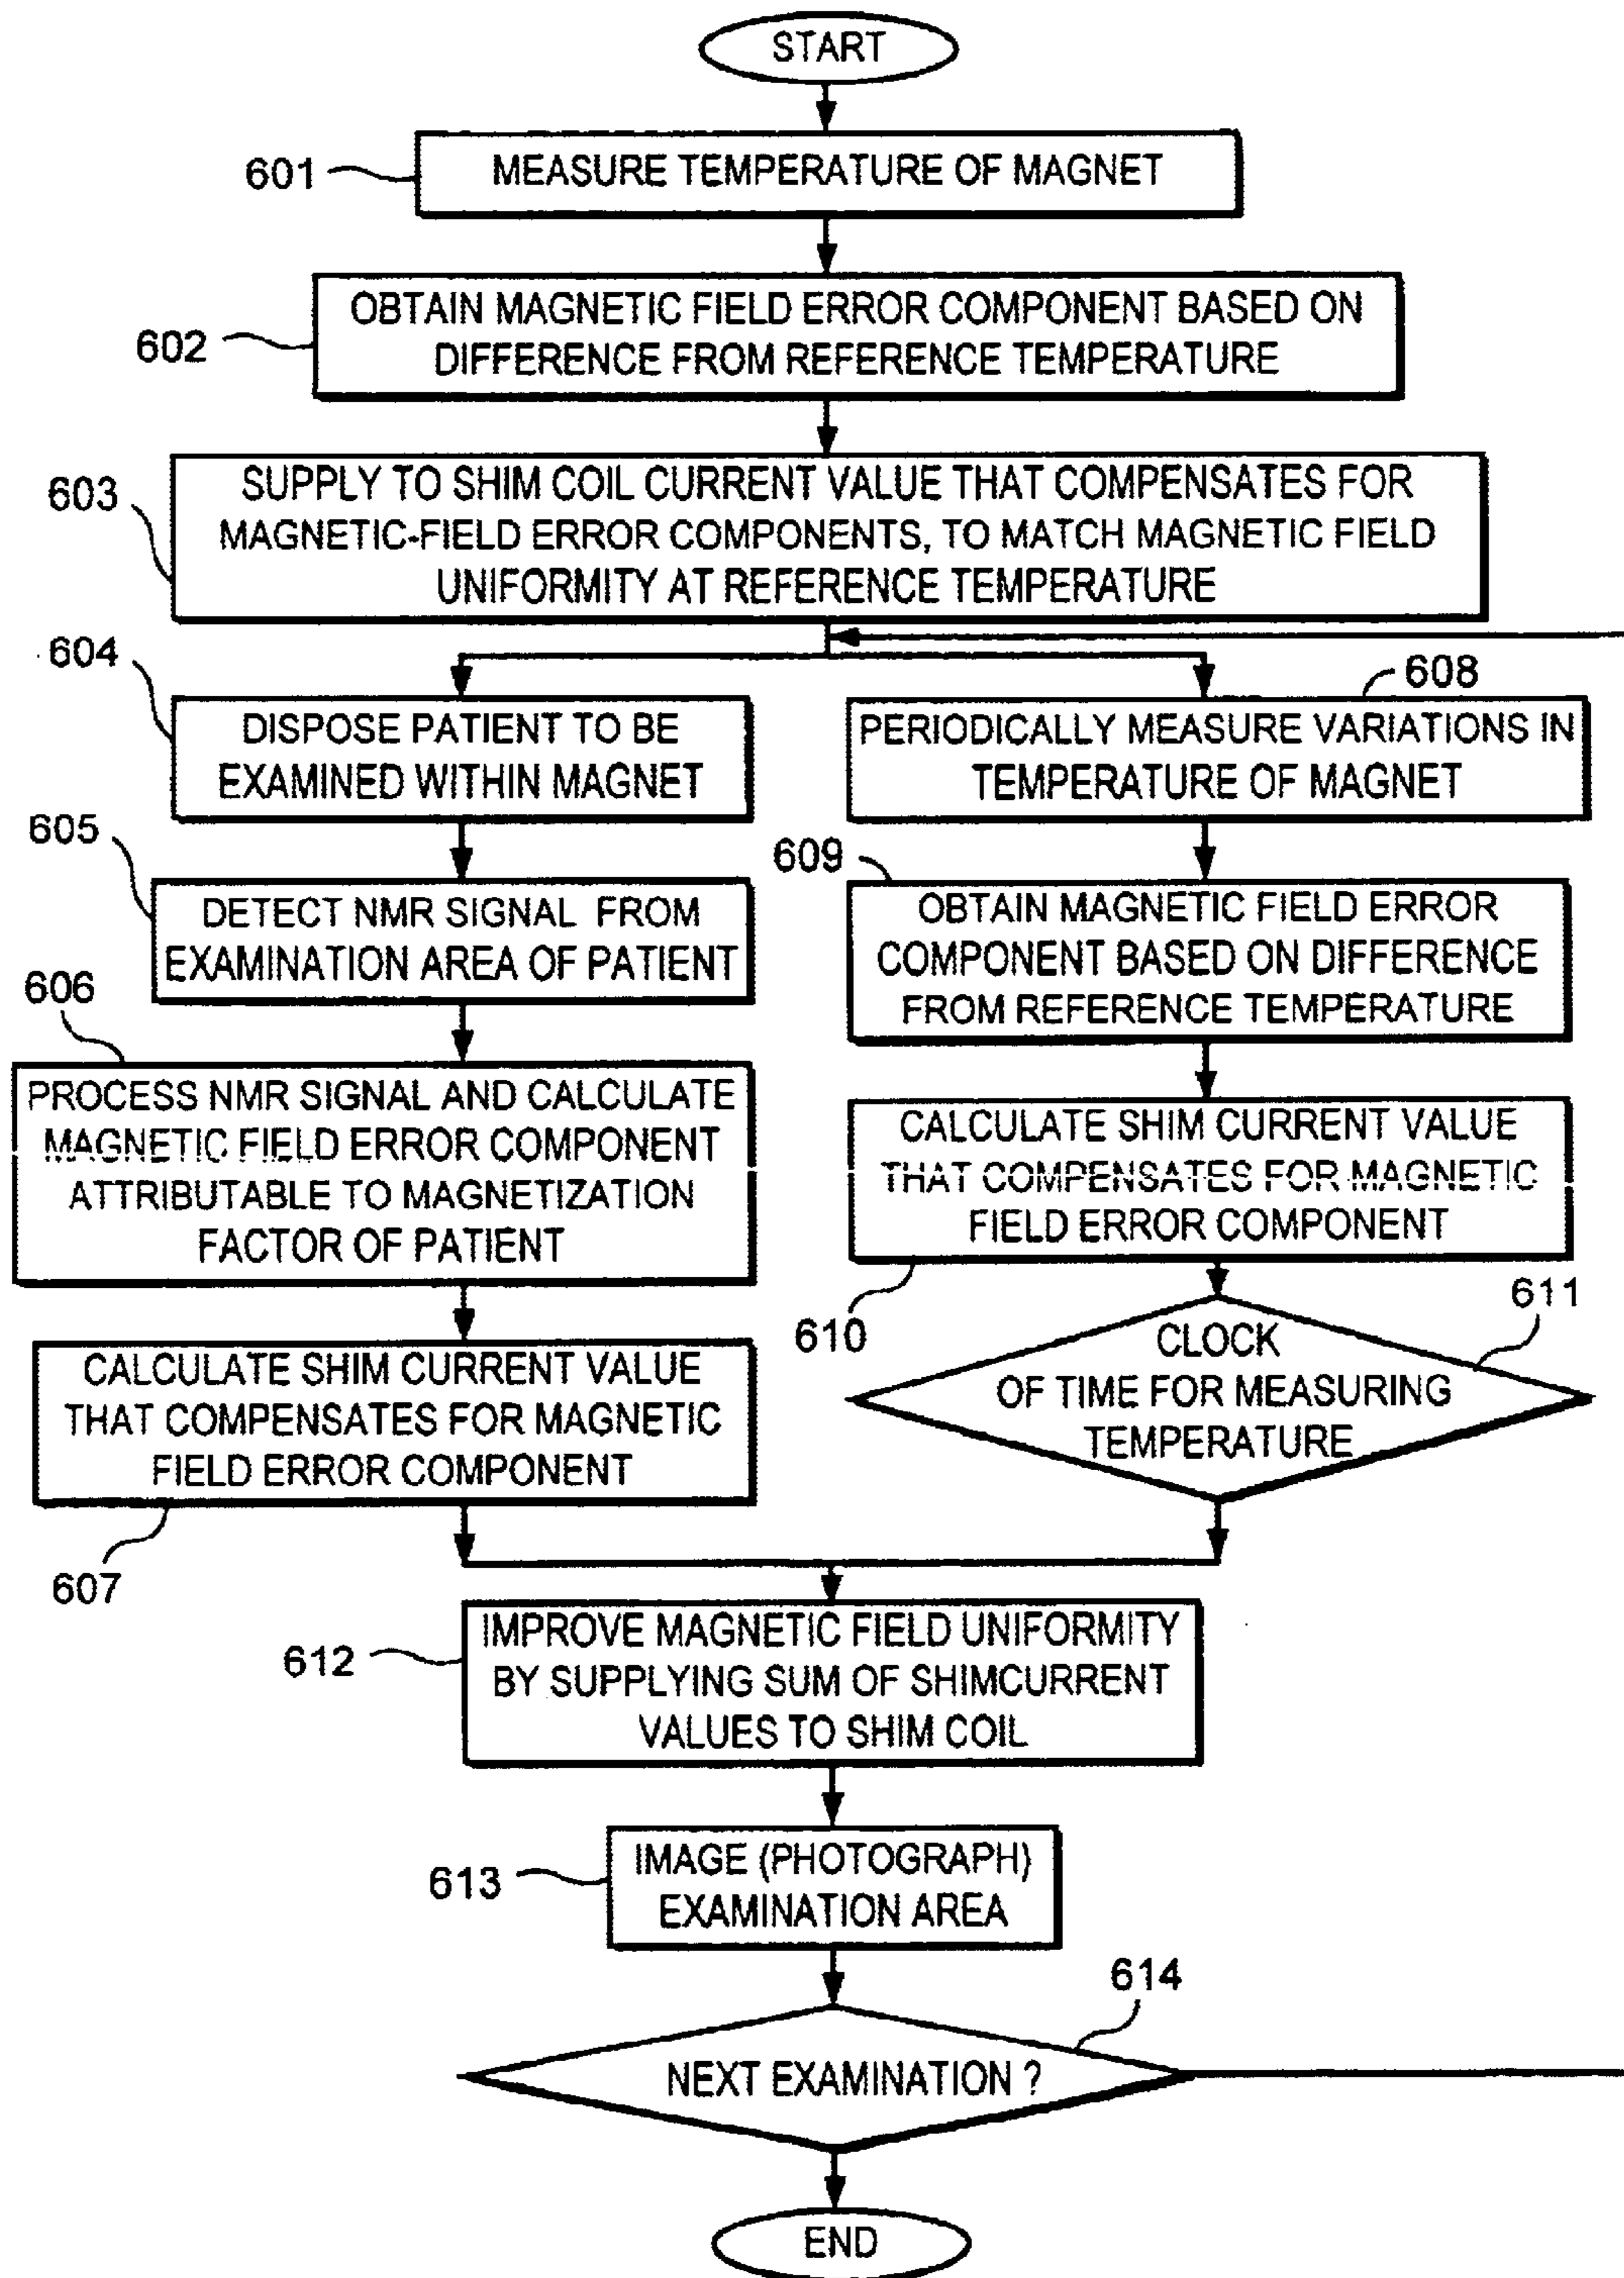 START
601
MEASURE TEMPERATURE OF MAGNET
602
OBTAIN MAGNETIC FIELD ERROR COMPONENT BASED ON
DIFFERENCE FROM REFERENCE TEMPERATURE
603
SUPPLY TO SHIM COIL CURRENT VALUE THAT COMPENSATES FOR
MAGNETIC-FIELD ERROR COMPONENTS, TO MATCH MAGNETIC FIELD
UNIFORMITY AT REFERENCE TEMPERATURE
604
DISPOSE PATIENT TO BE
EXAMINED WITHIN MAGNET
605
DETECT NMR SIGNAL FROM
EXAMINATION AREA OF PATIENT
606
PROCESS NMR SIGNAL AND CALCULATE
MAGNETIC FIELD ERROR COMPONENT
ATTRIBUTABLE TO MAGNETIZATION
FACTOR OF PATIENT
CALCULATE SHIM CURRENT VALUE
THAT COMPENSATES FOR MAGNETIC
FIELD ERROR COMPONENT
607
608
PERIODICALLY MEASURE VARIATIONS IN
TEMPERATURE OF MAGNET
609
OBTAIN MAGNETIC FIELD ERROR
COMPONENT BASED ON DIFFERENCE
FROM REFERENCE TEMPERATURE
CALCULATE SHIM CURRENT VALUE
THAT COMPENSATES FOR MAGNETIC
FIELD ERROR COMPONENT
610
611
CLOCK
OF TIME FOR MEASURING
TEMPERATURE
612
IMPROVE MAGNETIC FIELD UNIFORMITY
BY SUPPLYING SUM OF SHIMCURRENT
VALUES TO SHIM COIL
613
IMAGE (PHOTOGRAPH)
EXAMINATION AREA
614
NEXT EXAMINATION ?
END